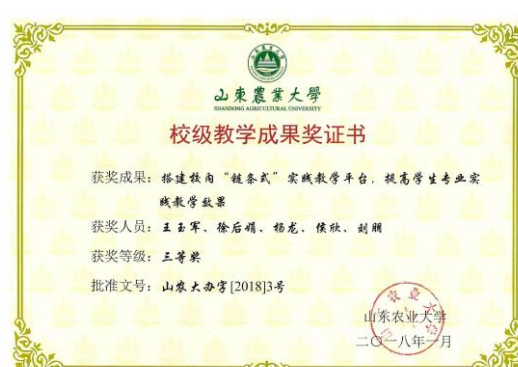 山東農業大學
SHANDONG AGRICULTURAL UNIVERSITY
校级教学成果奖证书
获奖成果：搭建校内“链条式”实践教学平台，提高学生专业实
践教学效果
获奖人员：王玉军、徐后娟、杨龙、侯欣、刘朋
获奖等级：三等奖
批准文号：山农大办字[2018]3号
山东农业大学
二〇一八年一月